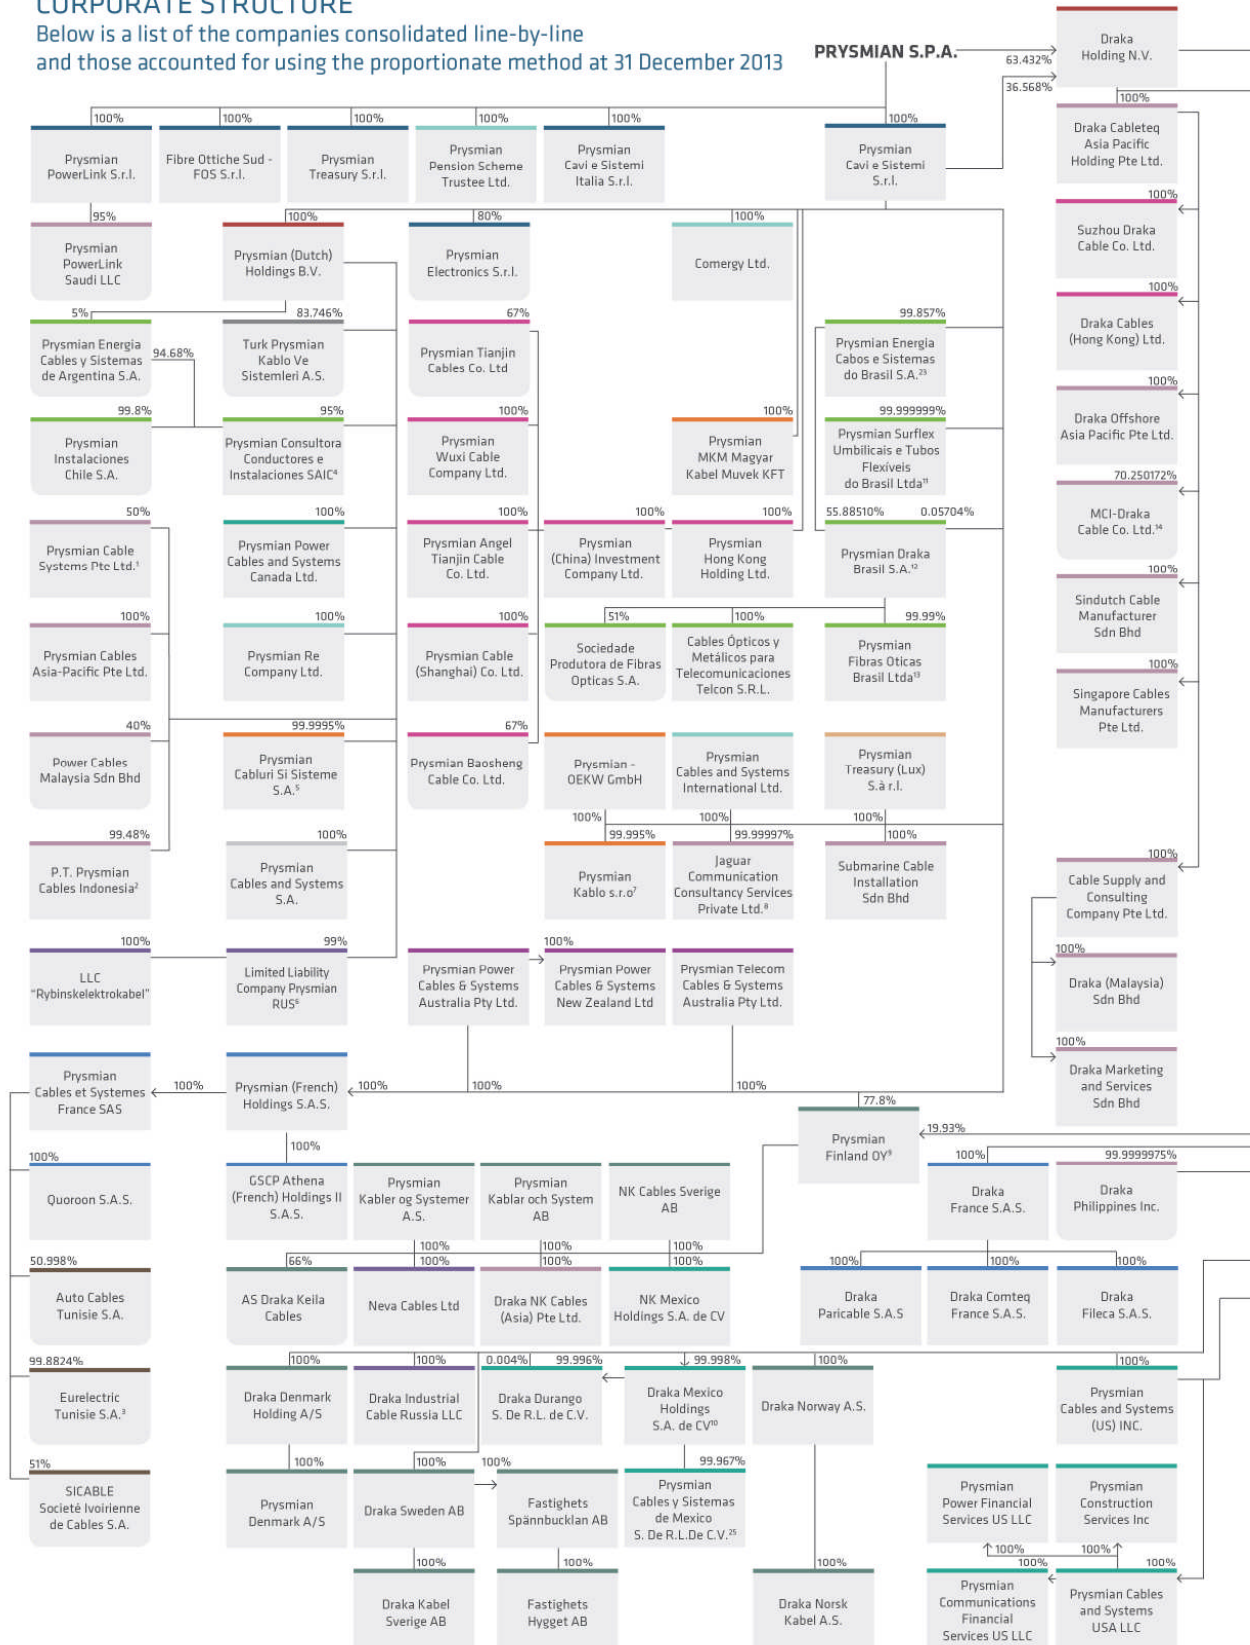 CORPORATE STRUCTURE
Below is a list of the companies consolidated line-by-line
and those accounted for using the proportionate method at 31 December 2013
PRYSMIAN S.P.A.
63.432%
36.568%
Draka
Holding N.V.
100%
100%
100%
100%
100%
100%
100%
Prysmian
PowerLink S.r.l.
Fibre Ottiche Sud -
FOS S.r.l.
Prysmian
Treasury S.r.l.
Prysmian
Pension Scheme
Trustee Ltd.
Prysmian
Cavi e Sistemi
Italia S.r.l.
Prysmian
Cavi e Sistemi
S.r.l.
Draka Cableteq
Asia Pacific
Holding Pte Ltd.
95%
100%
80%
100%
100%
Prysmian
PowerLink
Saudi LLC
Prysmian (Dutch)
Holdings B.V.
Prysmian
Electronics S.r.l.
Comergy Ltd.
Suzhou Draka
Cable Co. Ltd.
5%
83.746%
67%
99.857%
100%
Prysmian Energia
Cables y Sistemas
de Argentina S.A.
94.68%
Turk Prysmian
Kablo Ve
Sistemleri A.S.
Prysmian Tianjin
Cables Co. Ltd
Prysmian Energia
Cabos e Sistemas
do Brasil S.A.²³
Draka Cables
(Hong Kong) Ltd.
99.8%
95%
100%
100%
99.999999%
100%
Prysmian
Instalaciones
Chile S.A.
Prysmian Consultora
Conductores e
Instalaciones SAIC⁴
Prysmian
Wuxi Cable
Company Ltd.
Prysmian
MKM Magyar
Kabel Muvek KFT
Prysmian Surflex
Umbilicais e Tubos
Flexíveis
do Brasil Ltda¹¹
Draka Offshore
Asia Pacific Pte Ltd.
50%
100%
100%
100%
100%
55.88510%
0.05704%
70.250172%
Prysmian Cable
Systems Pte Ltd.¹
Prysmian Power
Cables and Systems
Canada Ltd.
Prysmian Angel
Tianjin Cable
Co. Ltd.
Prysmian
(China) Investment
Company Ltd.
Prysmian
Hong Kong
Holding Ltd.
Prysmian Draka
Brasil S.A.¹²
MCI-Draka
Cable Co. Ltd.¹⁴
100%
100%
100%
51%
100%
99.99%
100%
Prysmian Cables
Asia-Pacific Pte Ltd.
Prysmian Re
Company Ltd.
Prysmian Cable
(Shanghai) Co. Ltd.
Sociedade
Produtora de Fibras
Opticas S.A.
Cables Ópticos y
Metálicos para
Telecomunicaciones
Telcon S.R.L.
Prysmian
Fibras Oticas
Brasil Ltda¹³
Sindutch Cable
Manufacturer
Sdn Bhd
100%
Singapore Cables
Manufacturers
Pte Ltd.
40%
99.9995%
67%
Power Cables
Malaysia Sdn Bhd
Prysmian
Cabluri Si Sisteme
S.A.⁵
Prysmian Baosheng
Cable Co. Ltd.
Prysmian -
OEKW GmbH
Prysmian
Cables and Systems
International Ltd.
Prysmian
Treasury (Lux)
S.à r.l.
100%
100%
100%
99.48%
100%
99.995%
99.99997%
100%
100%
P.T. Prysmian
Cables Indonesia²
Prysmian
Cables and Systems
S.A.
Prysmian
Kablo s.r.o⁷
Jaguar
Communication
Consultancy Services
Private Ltd.⁸
Submarine Cable
Installation
Sdn Bhd
Cable Supply and
Consulting
Company Pte Ltd.
100%
99%
100%
100%
LLC
"Rybinskelektrokabel"
Limited Liability
Company Prysmian
RUS⁶
Prysmian Power
Cables & Systems
Australia Pty Ltd.
Prysmian Power
Cables & Systems
New Zealand Ltd
Prysmian Telecom
Cables & Systems
Australia Pty Ltd.
Draka (Malaysia)
Sdn Bhd
100%
Draka Marketing
and Services
Sdn Bhd
Prysmian
Cables et Systemes
France SAS
100%
Prysmian (French)
Holdings S.A.S.
100%
100%
100%
77.8%
Prysmian
Finland OY⁹
19.93%
100%
100%
100%
99.9999975%
Quoroon S.A.S.
GSCP Athena
(French) Holdings II
S.A.S.
Prysmian
Kabler og Systemer
A.S.
Prysmian
Kablar och System
AB
NK Cables Sverige
AB
Draka
France S.A.S.
Draka
Philippines Inc.
100%
100%
100%
50.998%
66%
100%
100%
100%
100%
100%
100%
Auto Cables
Tunisie S.A.
AS Draka Keila
Cables
Neva Cables Ltd
Draka NK Cables
(Asia) Pte Ltd.
NK Mexico
Holdings S.A. de CV
Draka
Paricable S.A.S
Draka Comteq
France S.A.S.
Draka
Fileca S.A.S.
99.8824%
100%
100%
0.004%
99.996%
99.998%
100%
100%
Eurelectric
Tunisie S.A.³
Draka Denmark
Holding A/S
Draka Industrial
Cable Russia LLC
Draka Durango
S. De R.L. de C.V.
Draka Mexico
Holdings
S.A. de CV¹⁰
Draka Norway A.S.
Prysmian
Cables and Systems
(US) INC.
51%
100%
100%
100%
99.967%
SICABLE
Societé Ivoirienne
de Cables S.A.
Prysmian
Denmark A/S
Draka Sweden AB
Fastighets
Spännbucklan AB
Prysmian
Cables y Sistemas
de Mexico
S. De R.L.De C.V.²⁵
Prysmian
Power Financial
Services US LLC
Prysmian
Construction
Services Inc
100%
100%
100%
100%
100%
100%
100%
Draka Kabel
Sverige AB
Fastighets
Hygget AB
Draka Norsk
Kabel A.S.
Prysmian
Communications
Financial
Services US LLC
Prysmian Cables
and Systems
USA LLC